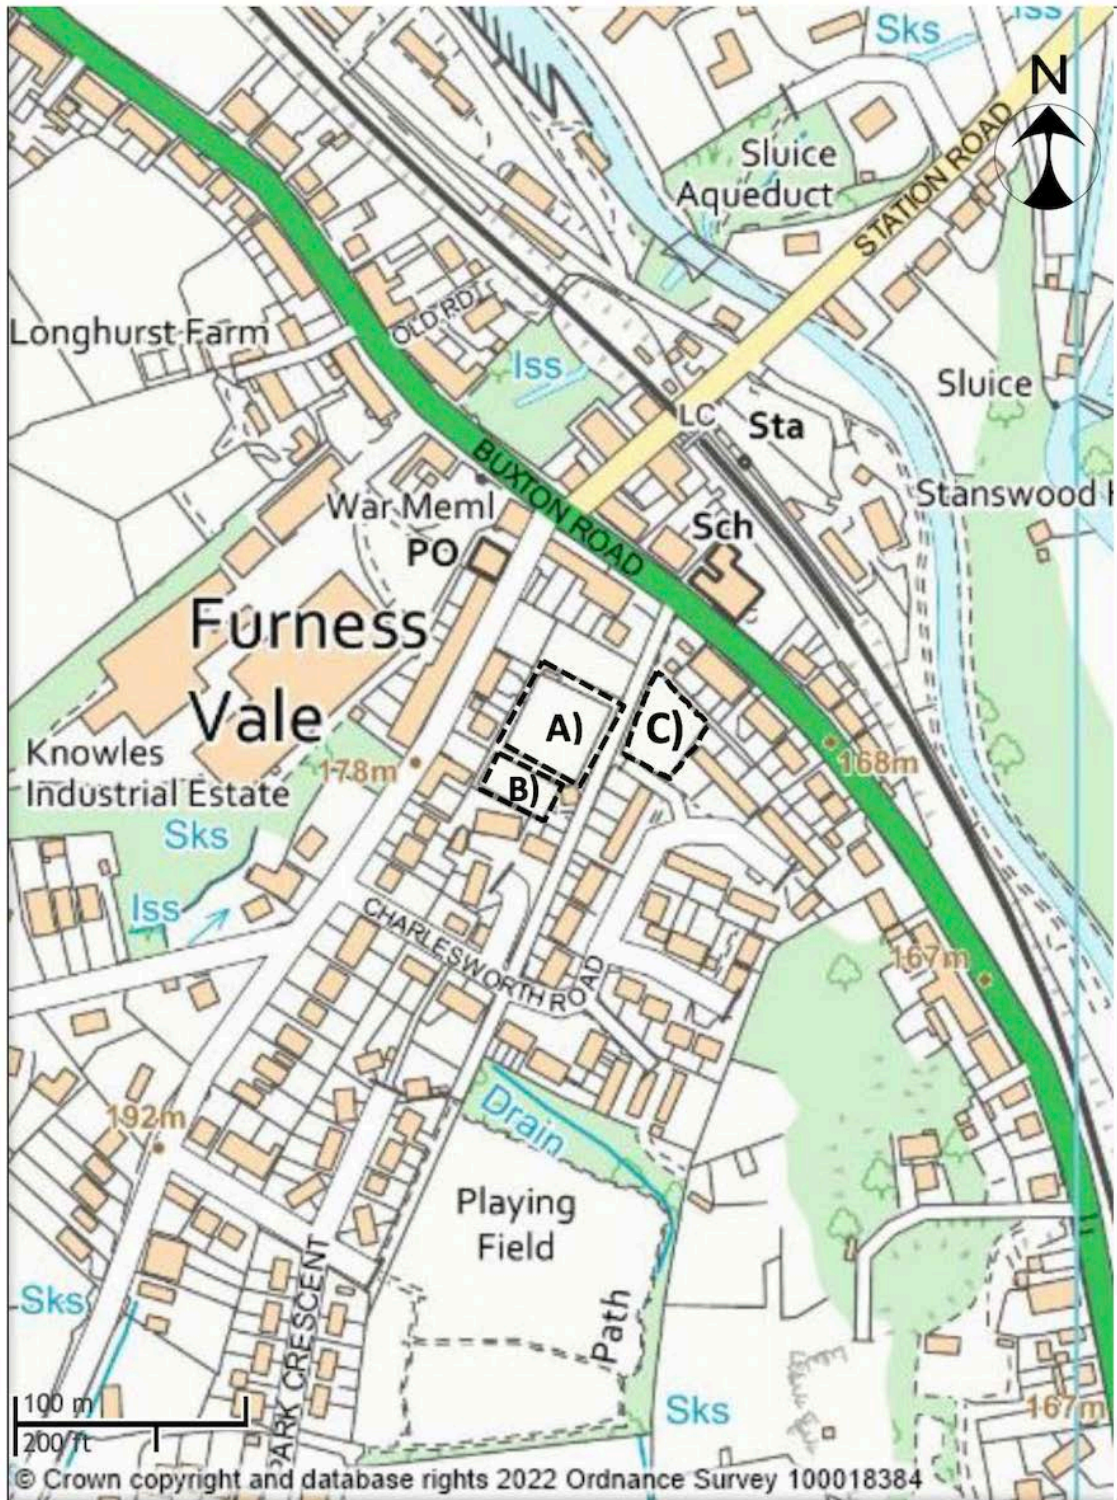 Sks
Iss
N
STATION ROAD
Sluice
Aqueduct
Longhurst Farm
OLD RD
Iss
Sluice
LC
Sta
BUXTON ROAD
Stanswood
War Meml
Sch
PO
Furness
Vale
A)
C)
Knowles
Industrial Estate
178m
168m
B)
Sks
Iss
CHARLESWORTH ROAD
167m
Drain
192m
Playing
Field
Sks
PARK CRESCENT
Path
100 m
200 ft
Sks
167m
© Crown copyright and database rights 2022 Ordnance Survey 100018384